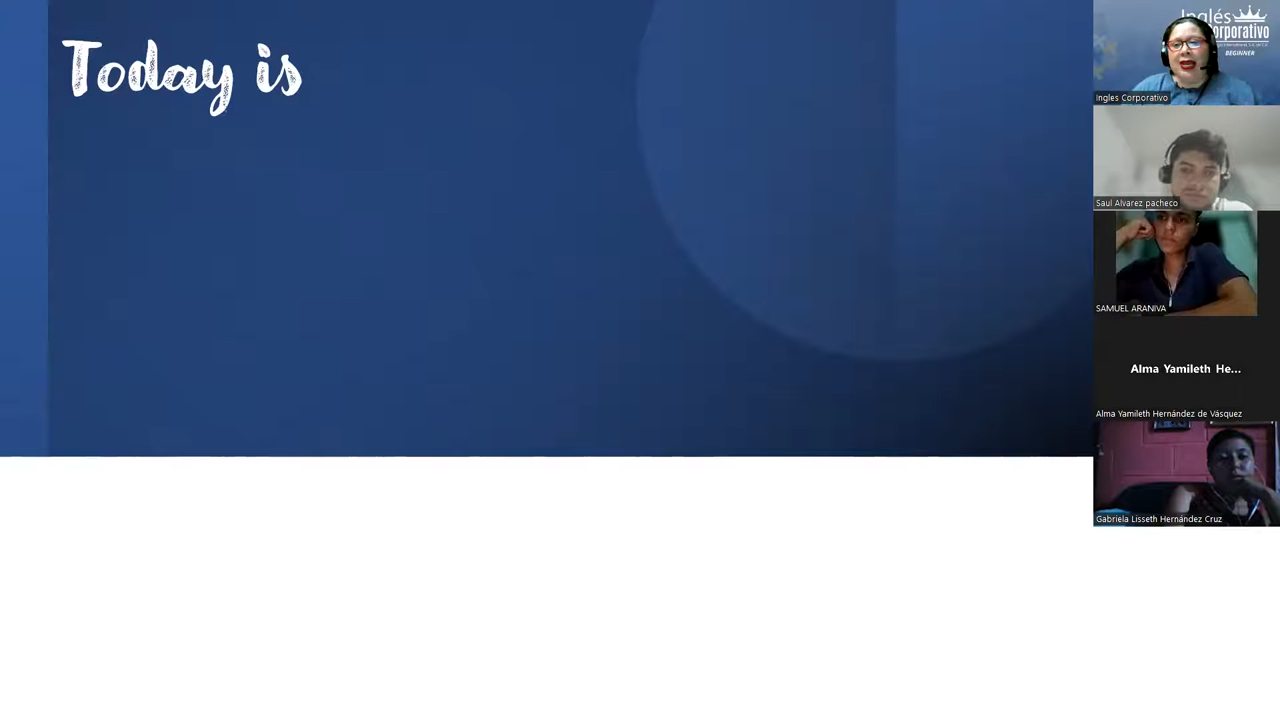 Today is
Inglés
Corporativo
BEGINNER
Ingles Corporativo
Saul Alvarez pacheco
SAMUEL ARANIVA
Alma Yamileth He...
Alma Yamileth Hernández de Vásquez
Gabriela Lisseth Hernández Cruz